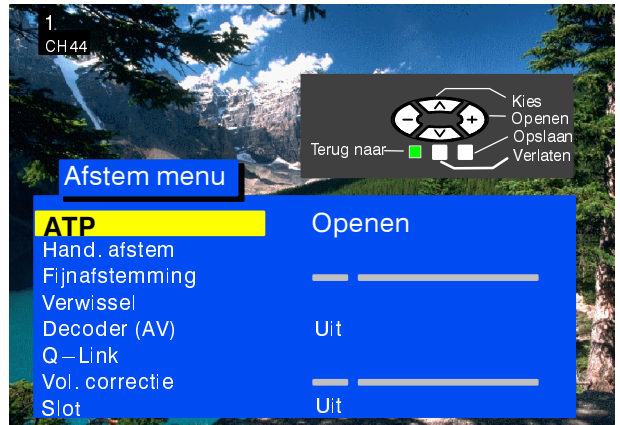 1.
CH44
Kies
Openen
Opslaan
Terug naar
Verlaten
Afstem menu
ATP Openen
Hand. afstem
Fijnafstemming
Verwissel
Decoder (AV) Uit
Q–Link
Vol. correctie
Slot Uit